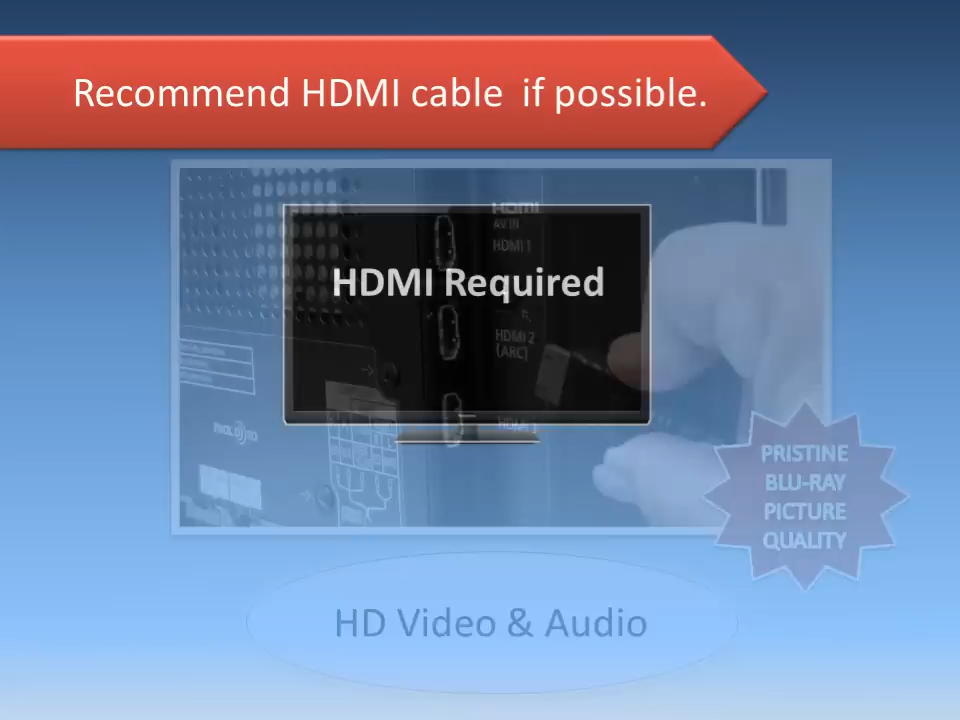 Recommend HDMI cable  if possible.
HDMI
AV IN
HDMI 1
HDMI Required
HDMI 2
(ARC)
PRISTINE
BLU-RAY
PICTURE
QUALITY
HD Video & Audio